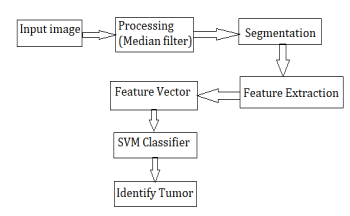 Input image
Processing
(Median filter)
Segmentation
Feature Extraction
Feature Vector
SVM Classifier
Identify Tumor